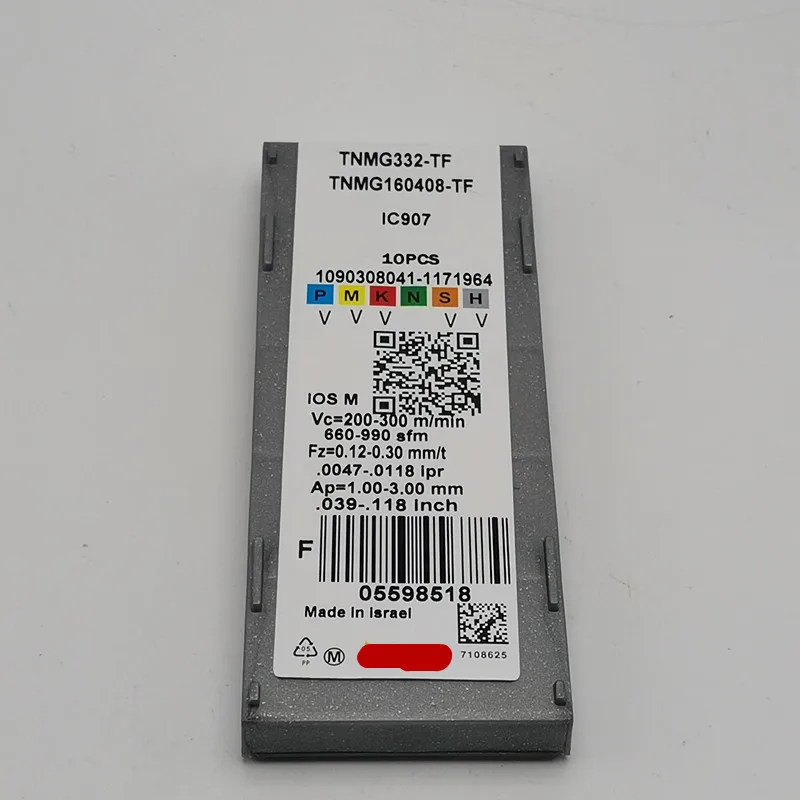 TNMG332-TF
TNMG160408-TF
IC907
10PCS
1090308041-1171964
P M K N S H
V V V V V
IOS M
Vc=200-300 m/min
660-990 sfm
Fz=0.12-0.30 mm/t
.0047-.0118 Ipr
Ap=1.00-3.00 mm
.039-.118 Inch
F
05598518
Made In Israel
05
PP
M
7108625